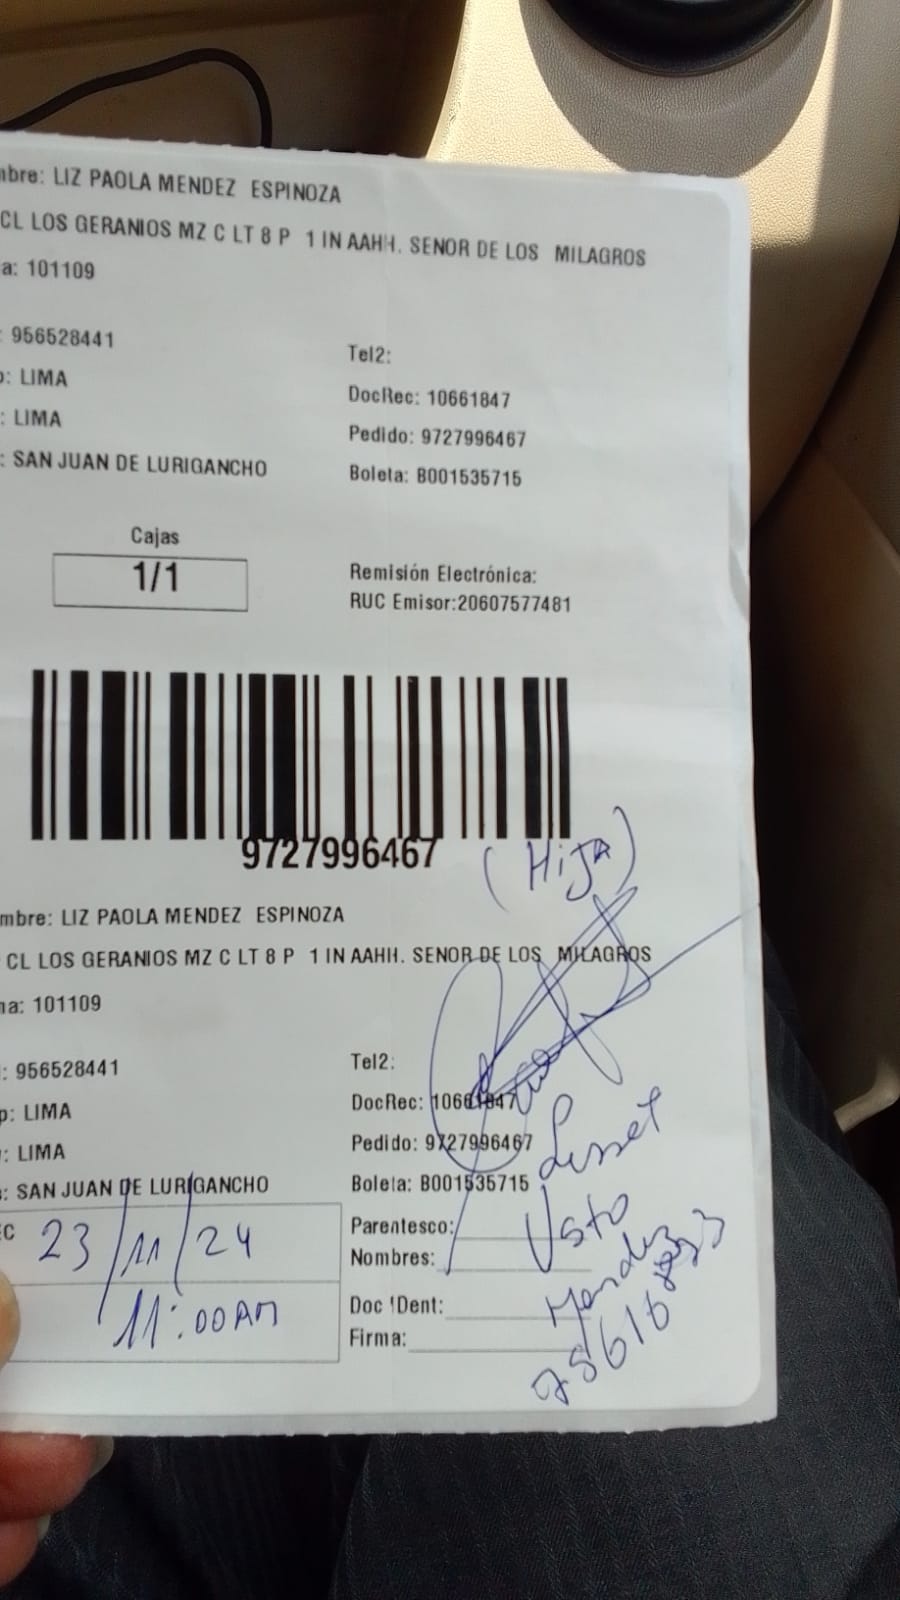 mbre: LIZ PAOLA MENDEZ ESPINOZA
CL LOS GERANIOS MZ C LT 8 P 1 IN AAHH. SENOR DE LOS MILAGROS
a: 101109
: 956528441
Tel2:
o: LIMA
DocRec: 10661847
: LIMA
Pedido: 9727996467
: SAN JUAN DE LURIGANCHO
Boleta: B001535715
Cajas
1/1
Remisión Electrónica:
RUC Emisor:20607577481
9727996467
(Hija)
mbre: LIZ PAOLA MENDEZ ESPINOZA
CL LOS GERANIOS MZ C LT 8 P 1 IN AAHH. SENOR DE LOS MILAGROS
na: 101109
: 956528441
Tel2:
p: LIMA
DocRec: 10661847
: LIMA
Pedido: 9727996467
: SAN JUAN DE LURIGANCHO
Boleta: B001535715
EC 23/11/24
11:00AM
Parentesco:
Nombres:
Doc IDent:
Firma:
Lisset
Mendez